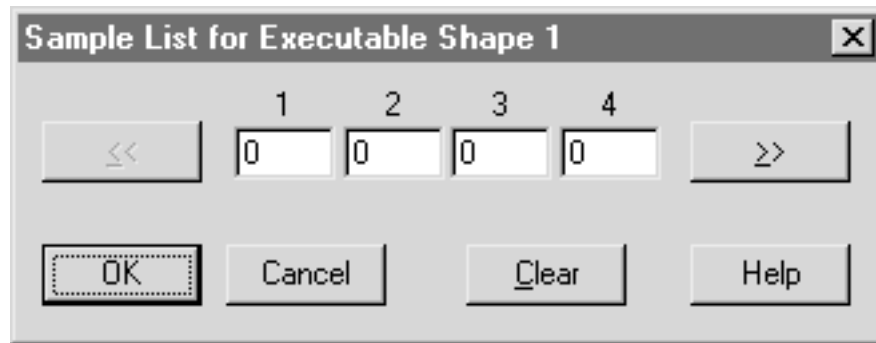 Sample List for Executable Shape 1
1 2 3 4
<< 0 0 0 0 >>
OK Cancel Clear Help